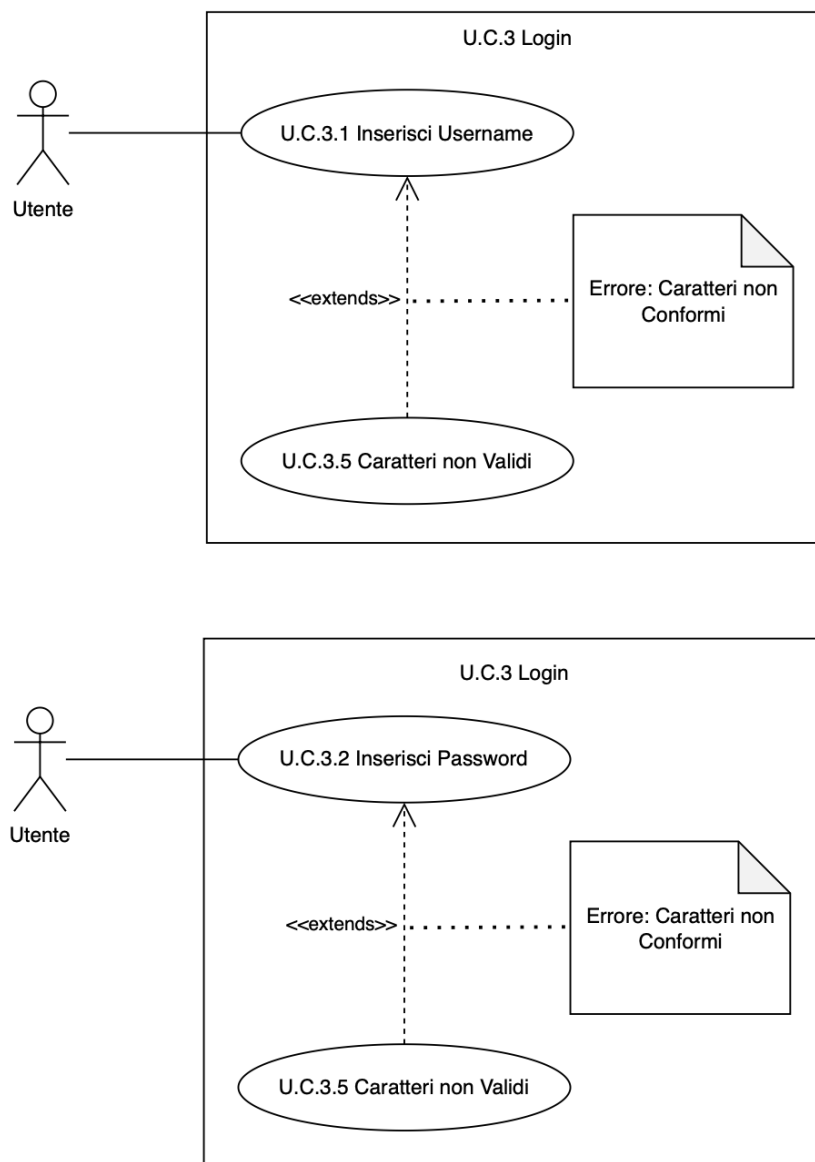 U.C.3 Login
U.C.3.1 Inserisci Username
Utente
Errore: Caratteri non
Conformi
<<extends>>
U.C.3.5 Caratteri non Validi
U.C.3 Login
U.C.3.2 Inserisci Password
Utente
Errore: Caratteri non
Conformi
<<extends>>
U.C.3.5 Caratteri non Validi